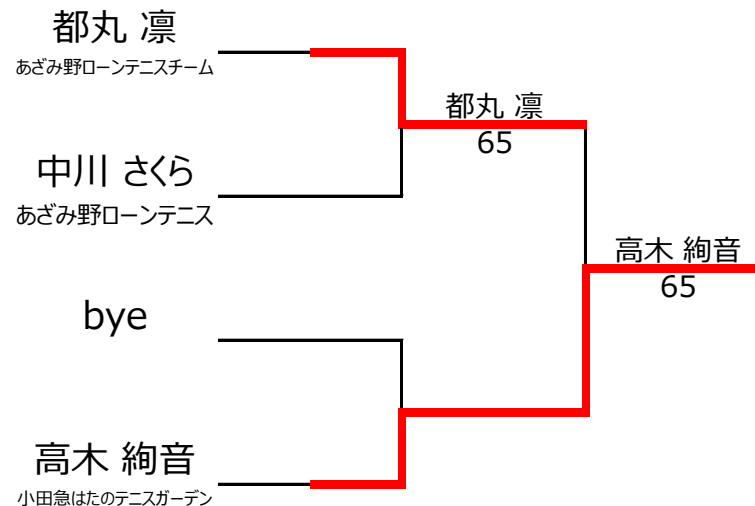 都丸 凛
あざみ野ローンテニスチーム
都丸 凛
65
中川 さくら
あざみ野ローンテニス
高木 絢音
65
bye
高木 絢音
小田急はたのテニスガーデン